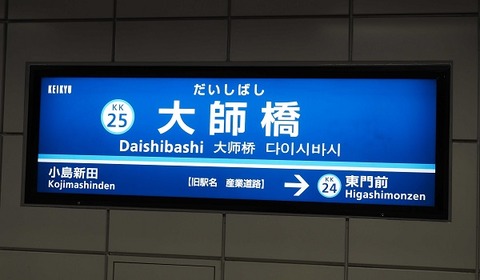 KEIKYU
だいしばし
KK
25
大師橋
Daishibashi 大师桥 다이시바시
小島新田
Kojimashinden
【旧駅名 産業道路】
→
KK
24
東門前
Higashimonzen